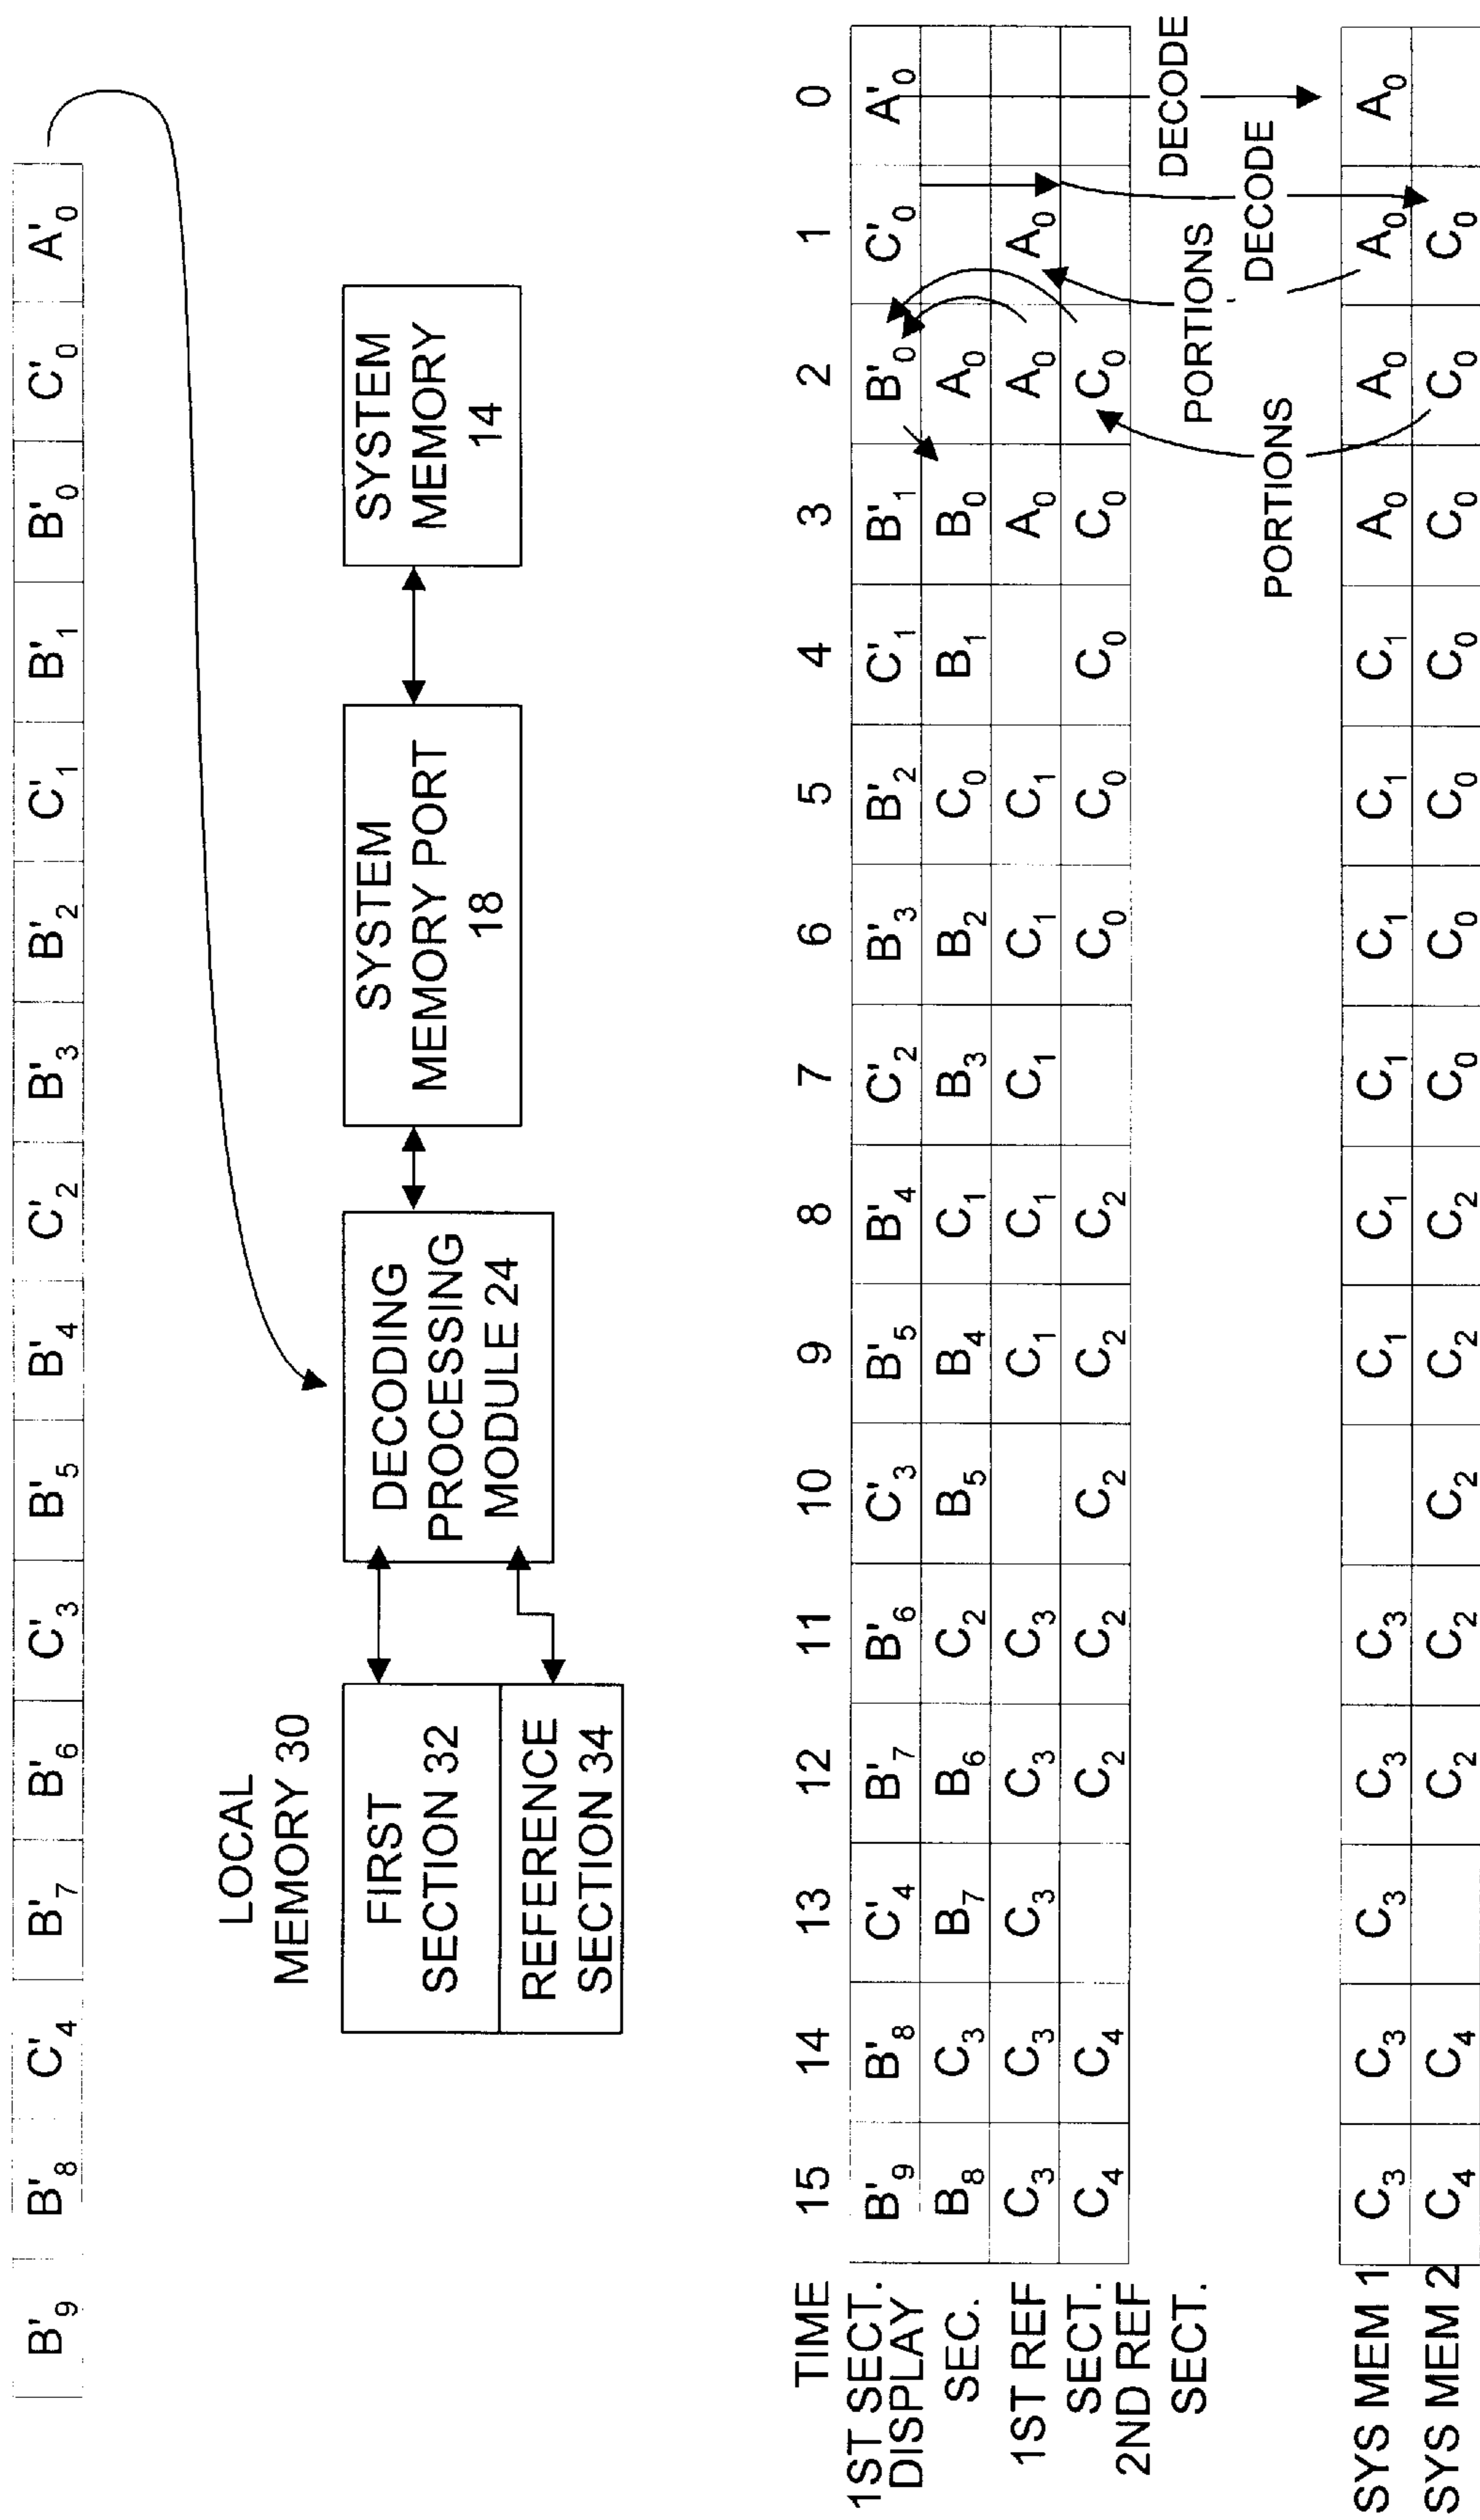 B'9 B'8 C'4 B'7 B'6 C'3 B'5 B'4 C'2 B'3 B'2 C'1 B'1 B'0 C'0 A'0
LOCAL
MEMORY 30
FIRST
SECTION 32
REFERENCE
SECTION 34
DECODING
PROCESSING
MODULE 24
SYSTEM
MEMORY PORT
18
SYSTEM
MEMORY
14
TIME 15 14 13 12 11 10 9 8 7 6 5 4 3 2 1 0
1ST SECT. B'9 B'8 C'4 B'7 B'6 C'3 B'5 B'4 C'2 B'3 B'2 C'1 B'1 B'0 C'0 A'0
DISPLAY
SEC. B8 C3 B7 B6 C2 B5 B4 C1 B3 B2 C0 B1 B0 A0
1ST REF C3 C3 C3 C3 C3 C1 C1 C1 C1 C1 A0 A0 A0
SECT.
2ND REF C4 C4 C2 C2 C2 C2 C2 C0 C0 C0 C0 C0
SECT.
DECODE
PORTIONS
DECODE
PORTIONS
SYS MEM 1 C3 C3 C3 C3 C3 C1 C1 C1 C1 C1 C1 A0 A0 A0 A0
SYS MEM 2 C4 C4 C2 C2 C2 C2 C2 C0 C0 C0 C0 C0 C0 C0